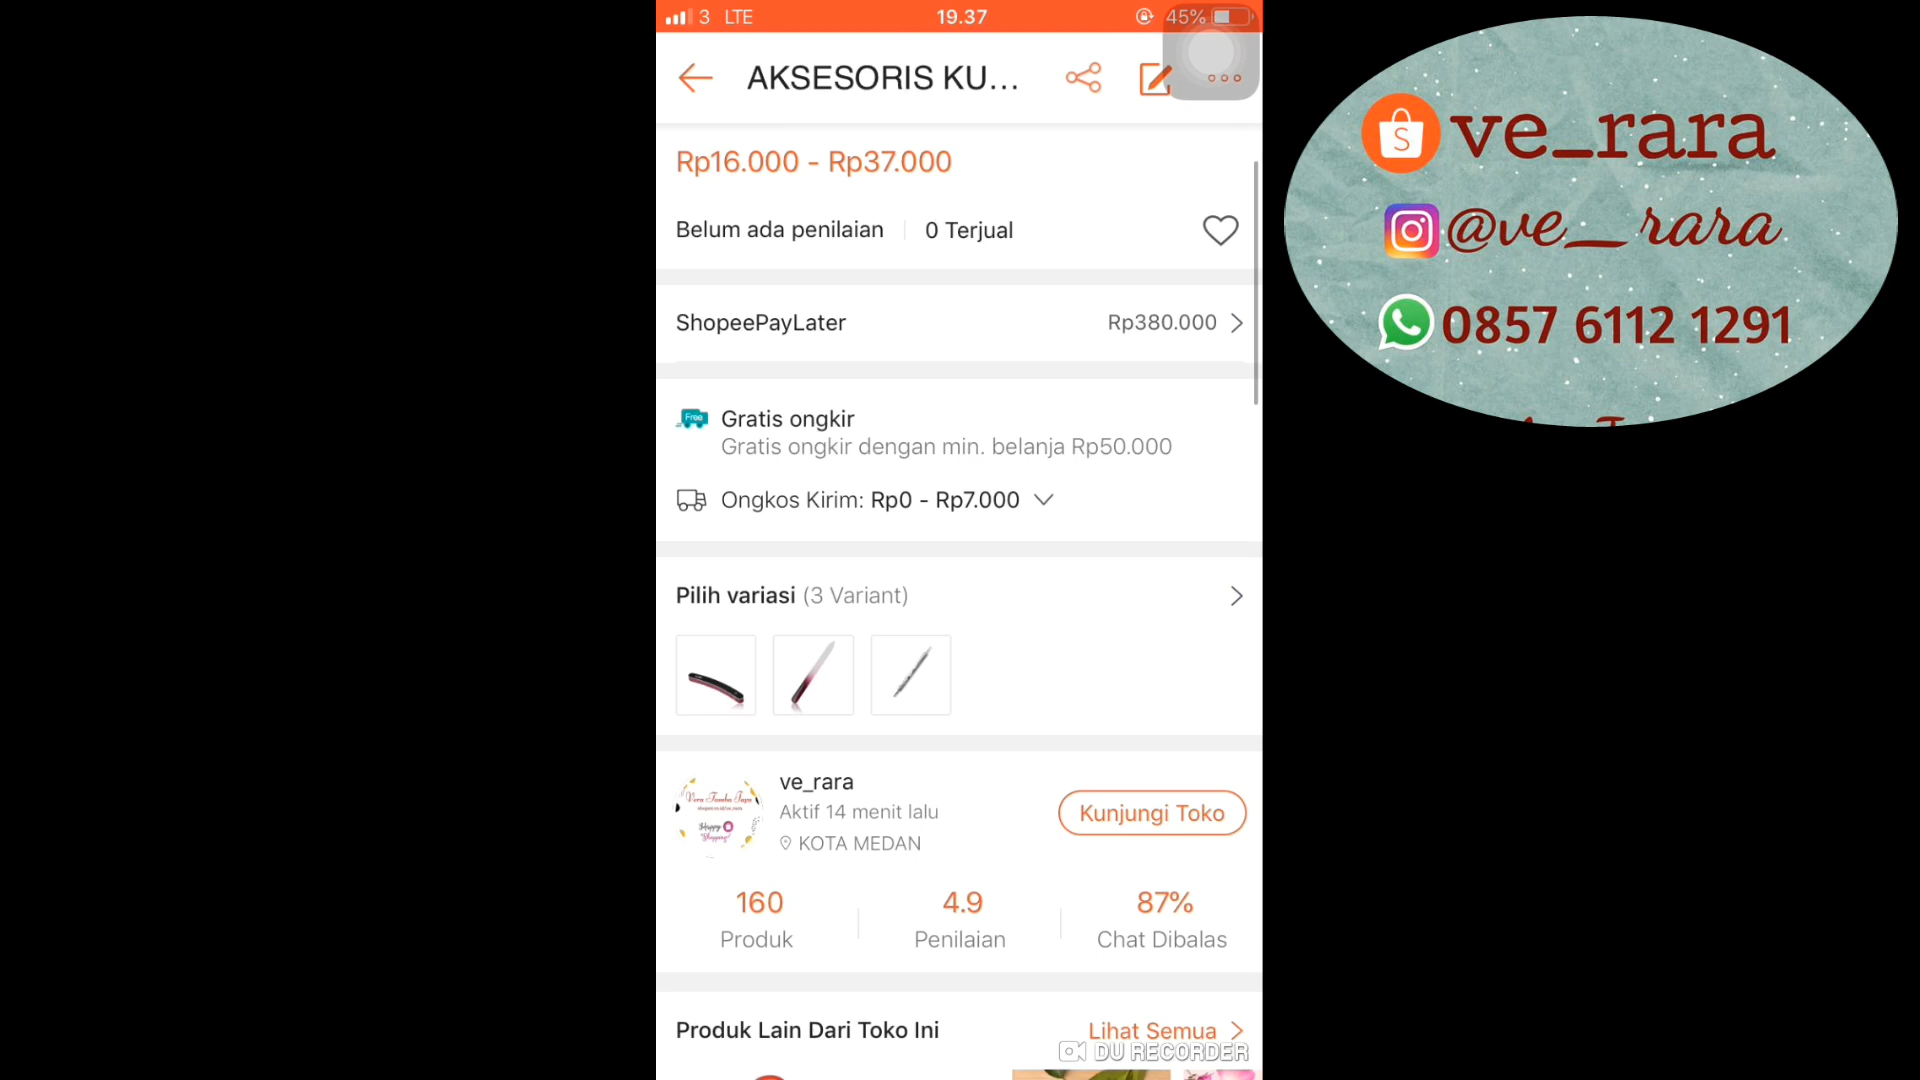 3 LTE 19.37 45%
AKSESORIS KU...
Rp16.000 - Rp37.000
Belum ada penilaian 0 Terjual
ShopeePayLater Rp380.000
Free Gratis ongkir
Gratis ongkir dengan min. belanja Rp50.000
Ongkos Kirim: Rp0 - Rp7.000
Pilih variasi (3 Variant)
ve_rara
Aktif 14 menit lalu
KOTA MEDAN
Kunjungi Toko
160 4.9 87%
Produk Penilaian Chat Dibalas
Produk Lain Dari Toko Ini Lihat Semua
DU RECORDER
S ve_rara
@ve__rara
0857 6112 1291